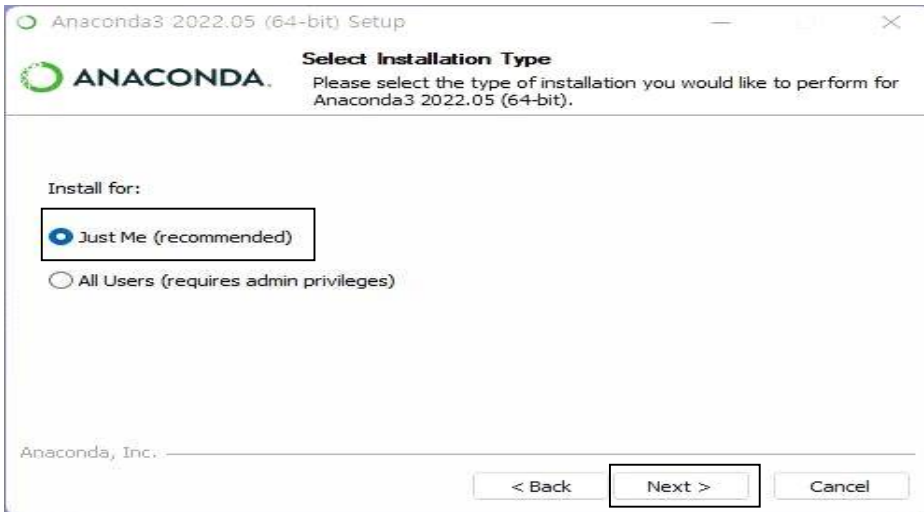 Anaconda3 2022.05 (64-bit) Setup
ANACONDA.
Select Installation Type
Please select the type of installation you would like to perform for
Anaconda3 2022.05 (64-bit).
Install for:
Just Me (recommended)
All Users (requires admin privileges)
Anaconda, Inc.
< Back
Next >
Cancel